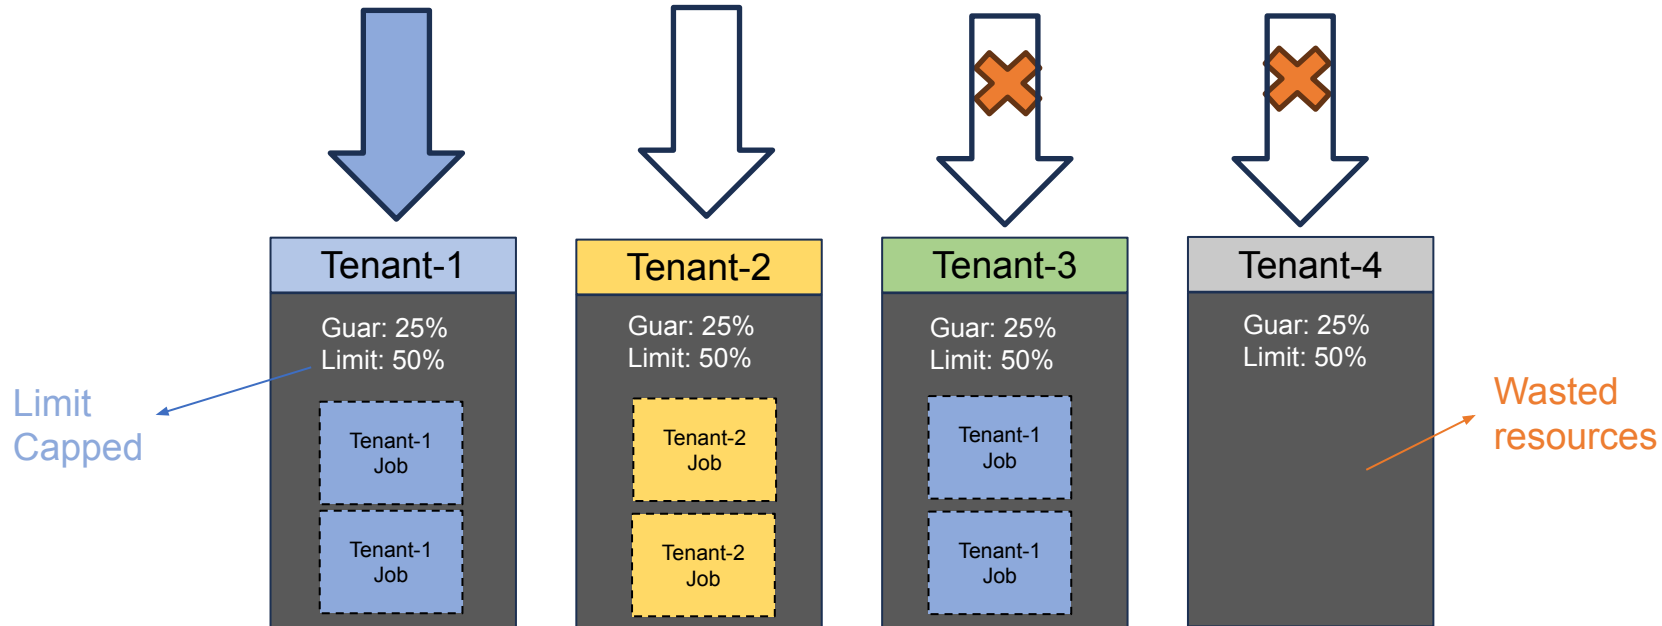 Tenant-1
Guar: 25%
Limit: 50%
Tenant-1
Job
Tenant-1
Job
Tenant-2
Guar: 25%
Limit: 50%
Tenant-2
Job
Tenant-2
Job
Tenant-3
Guar: 25%
Limit: 50%
Tenant-1
Job
Tenant-1
Job
Tenant-4
Guar: 25%
Limit: 50%
Limit
Capped
Wasted
resources